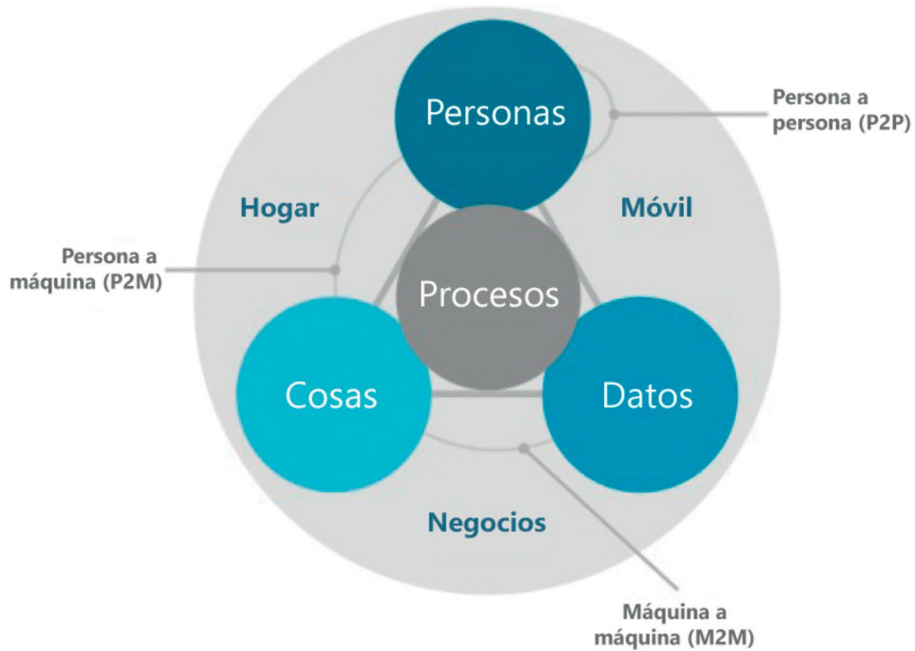 Personas
Persona a
persona (P2P)
Hogar
Móvil
Persona a
máquina (P2M)
Procesos
Cosas
Datos
Negocios
Máquina a
máquina (M2M)